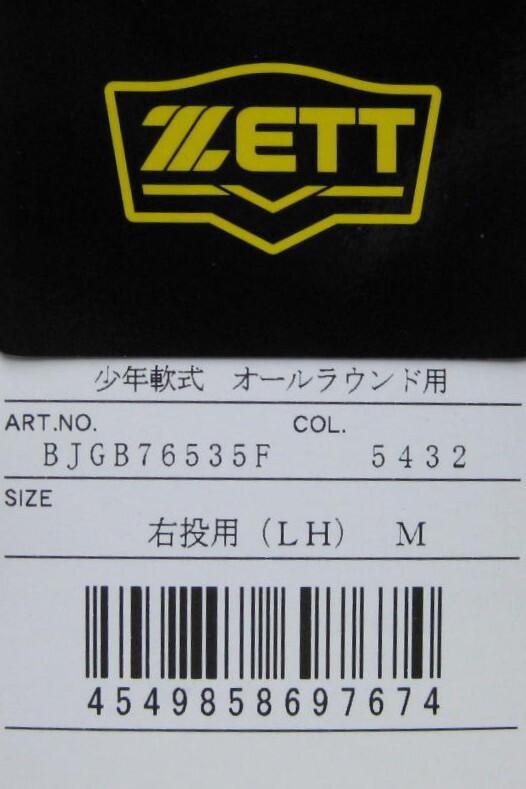 ZETT
少年軟式 オールラウンド用
ART.NO. COL.
BJGB76535F 5432
SIZE
右投用(LH) M
4549858697674